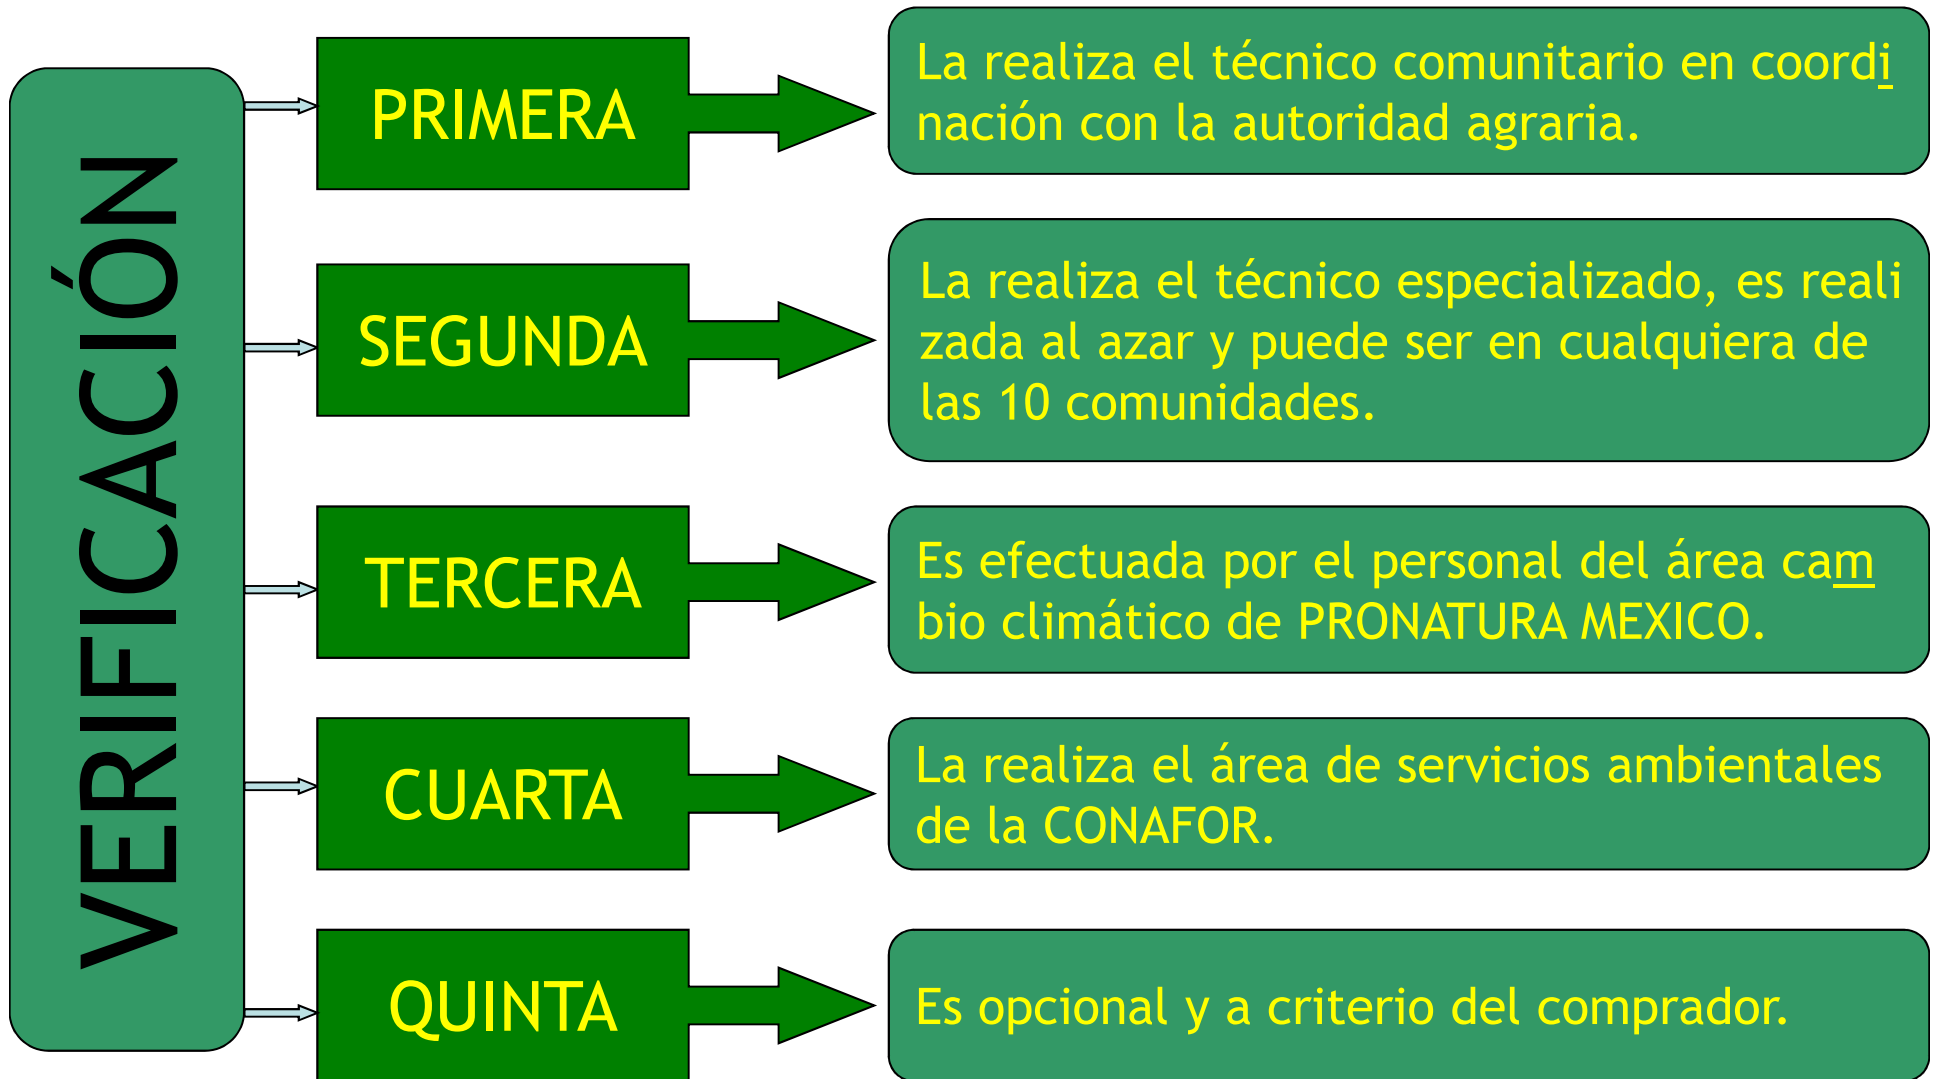 VERIFICACIÓN
PRIMERA
La realiza el técnico comunitario en coordi
nación con la autoridad agraria.
SEGUNDA
La realiza el técnico especializado, es reali
zada al azar y puede ser en cualquiera de
las 10 comunidades.
TERCERA
Es efectuada por el personal del área cam
bio climático de PRONATURA MEXICO.
CUARTA
La realiza el área de servicios ambientales
de la CONAFOR.
QUINTA
Es opcional y a criterio del comprador.